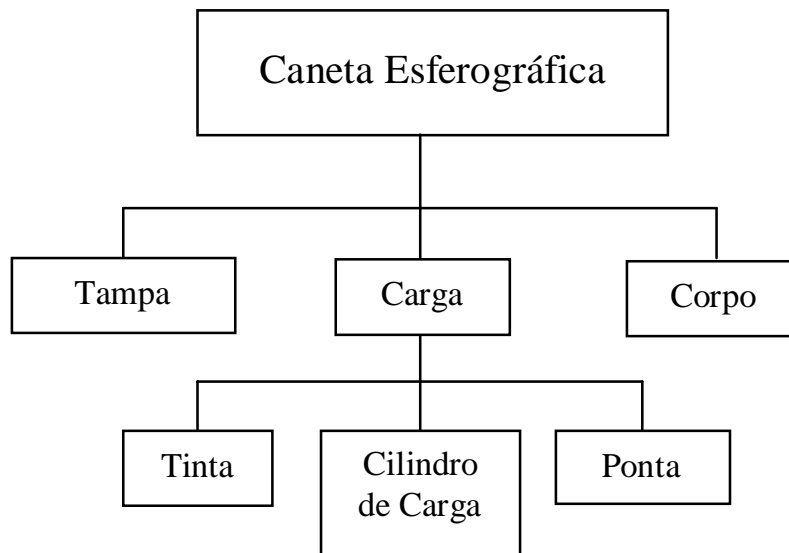 Caneta Esferográfica
Tampa
Carga
Corpo
Tinta
Cilindro
de Carga
Ponta